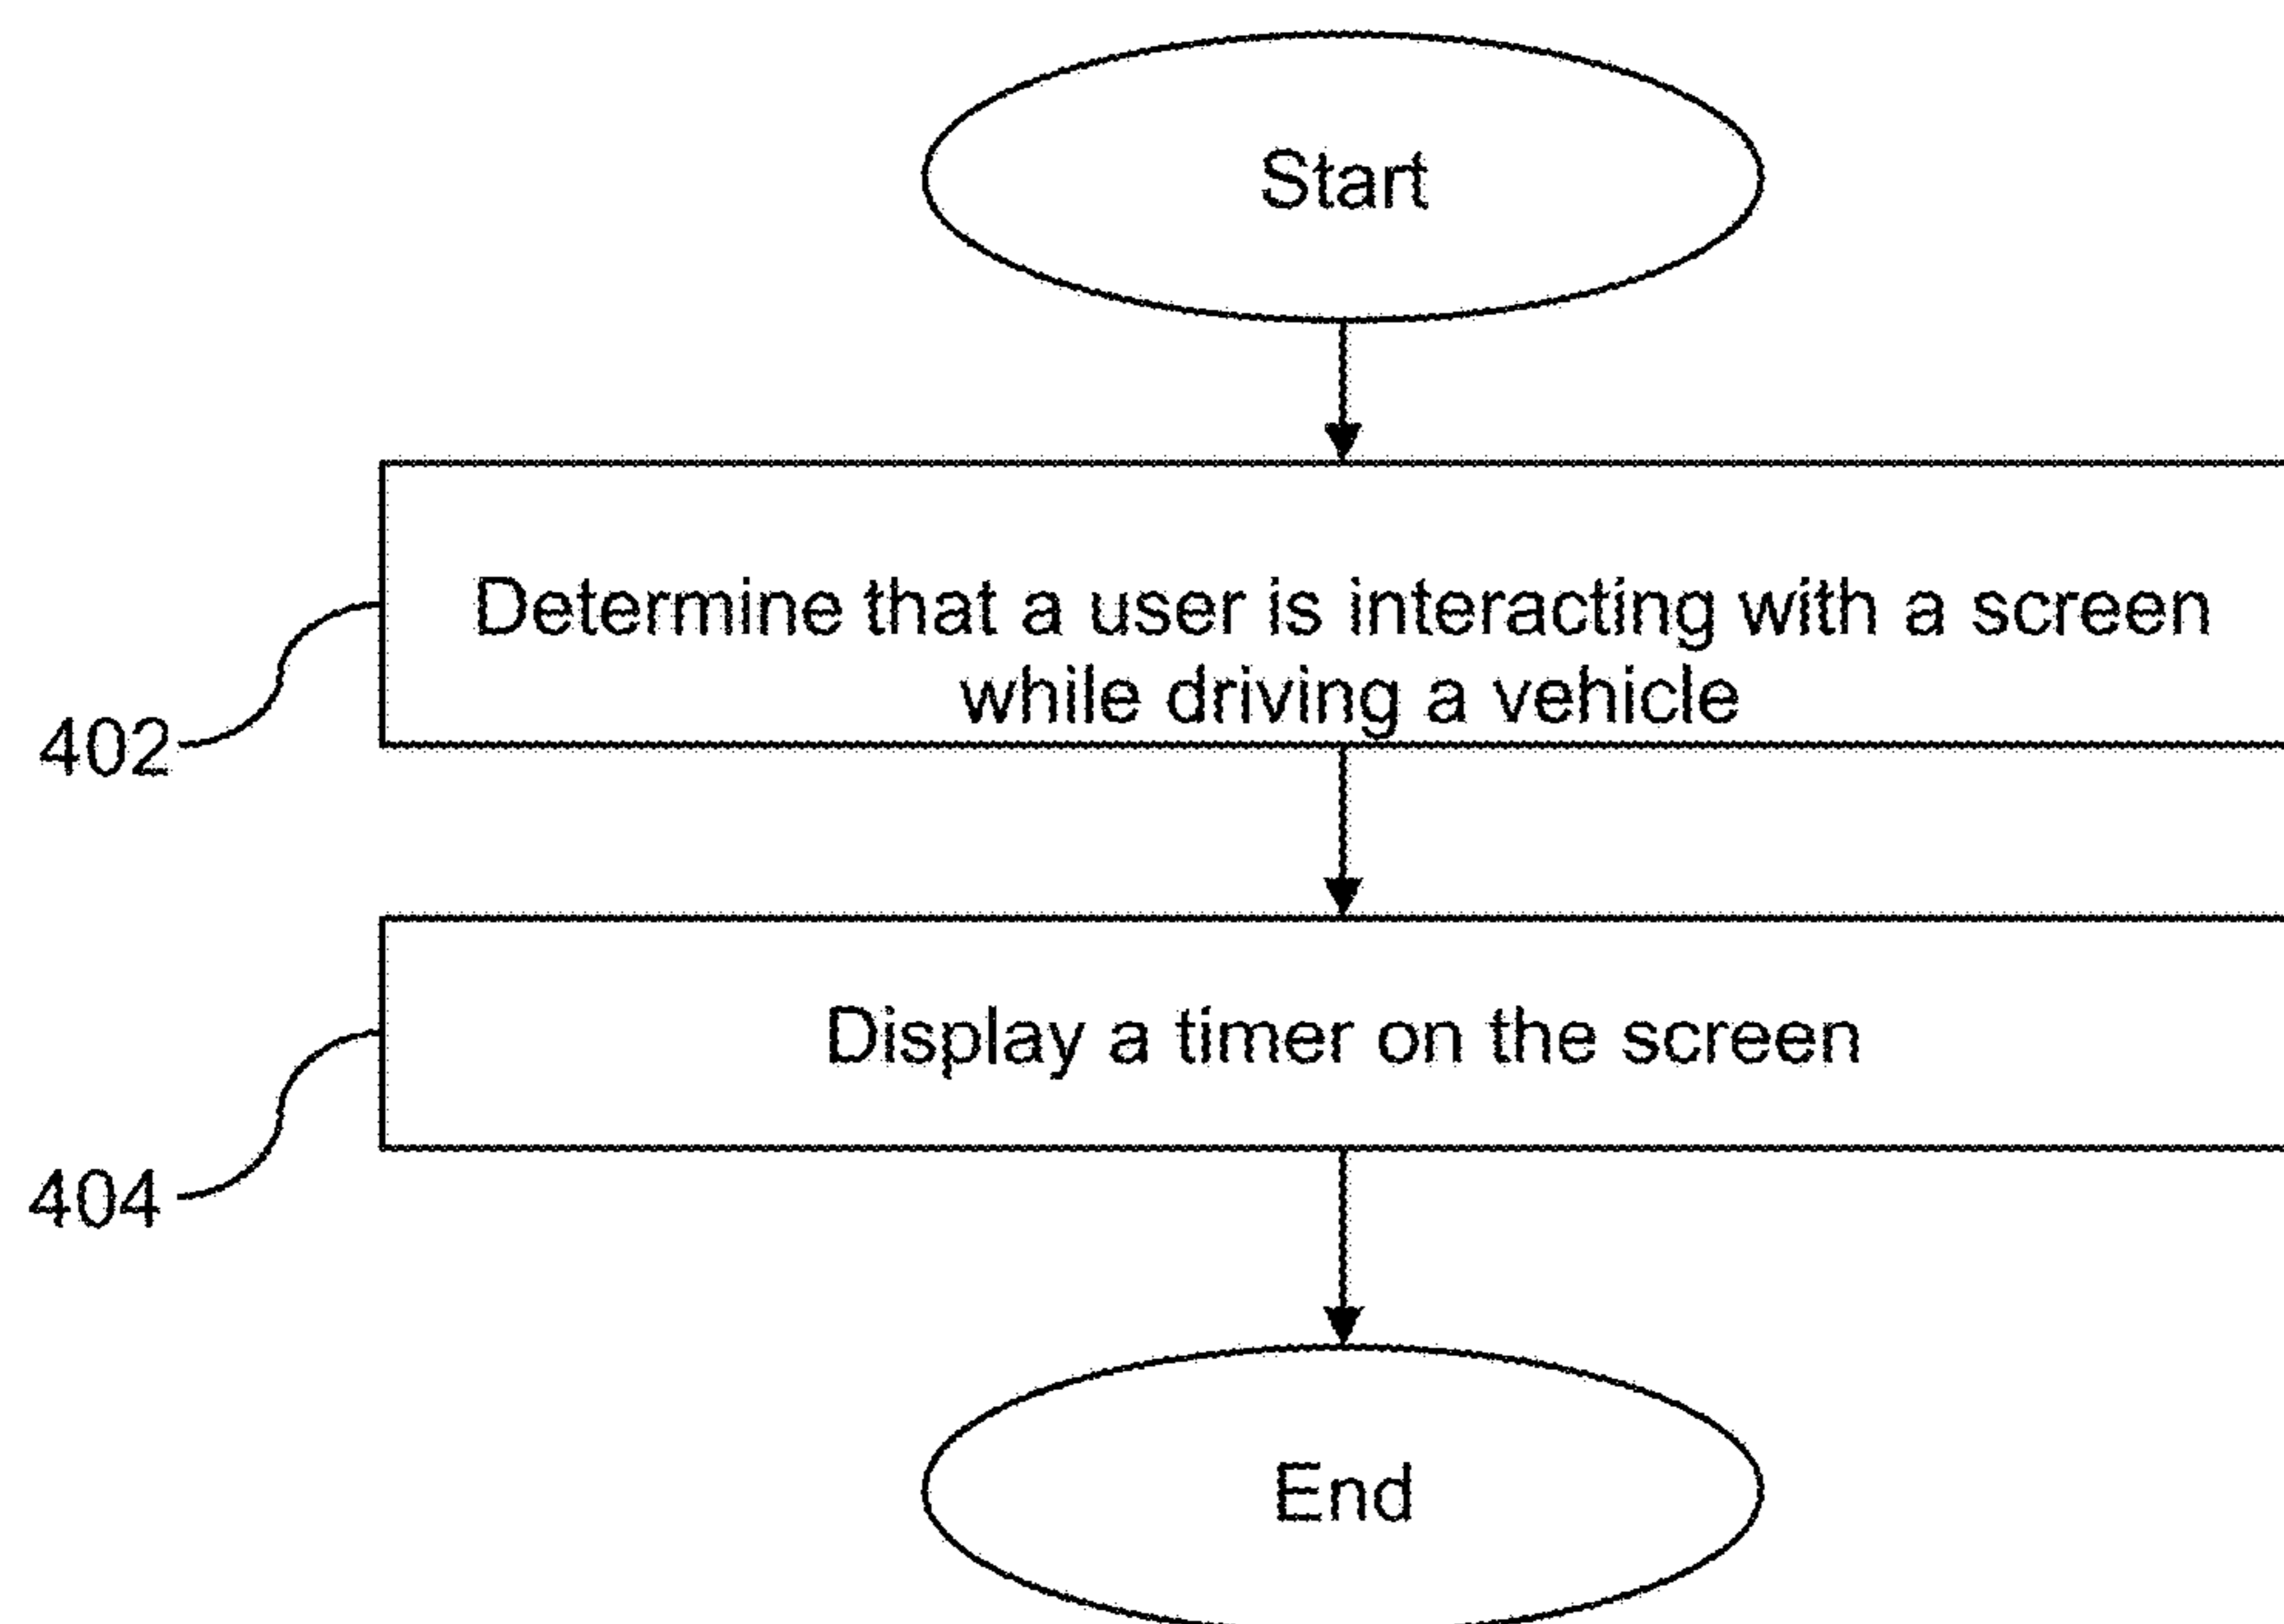 Start
Determine that a user is interacting with a screen
while driving a vehicle
402
Display a timer on the screen
404
End